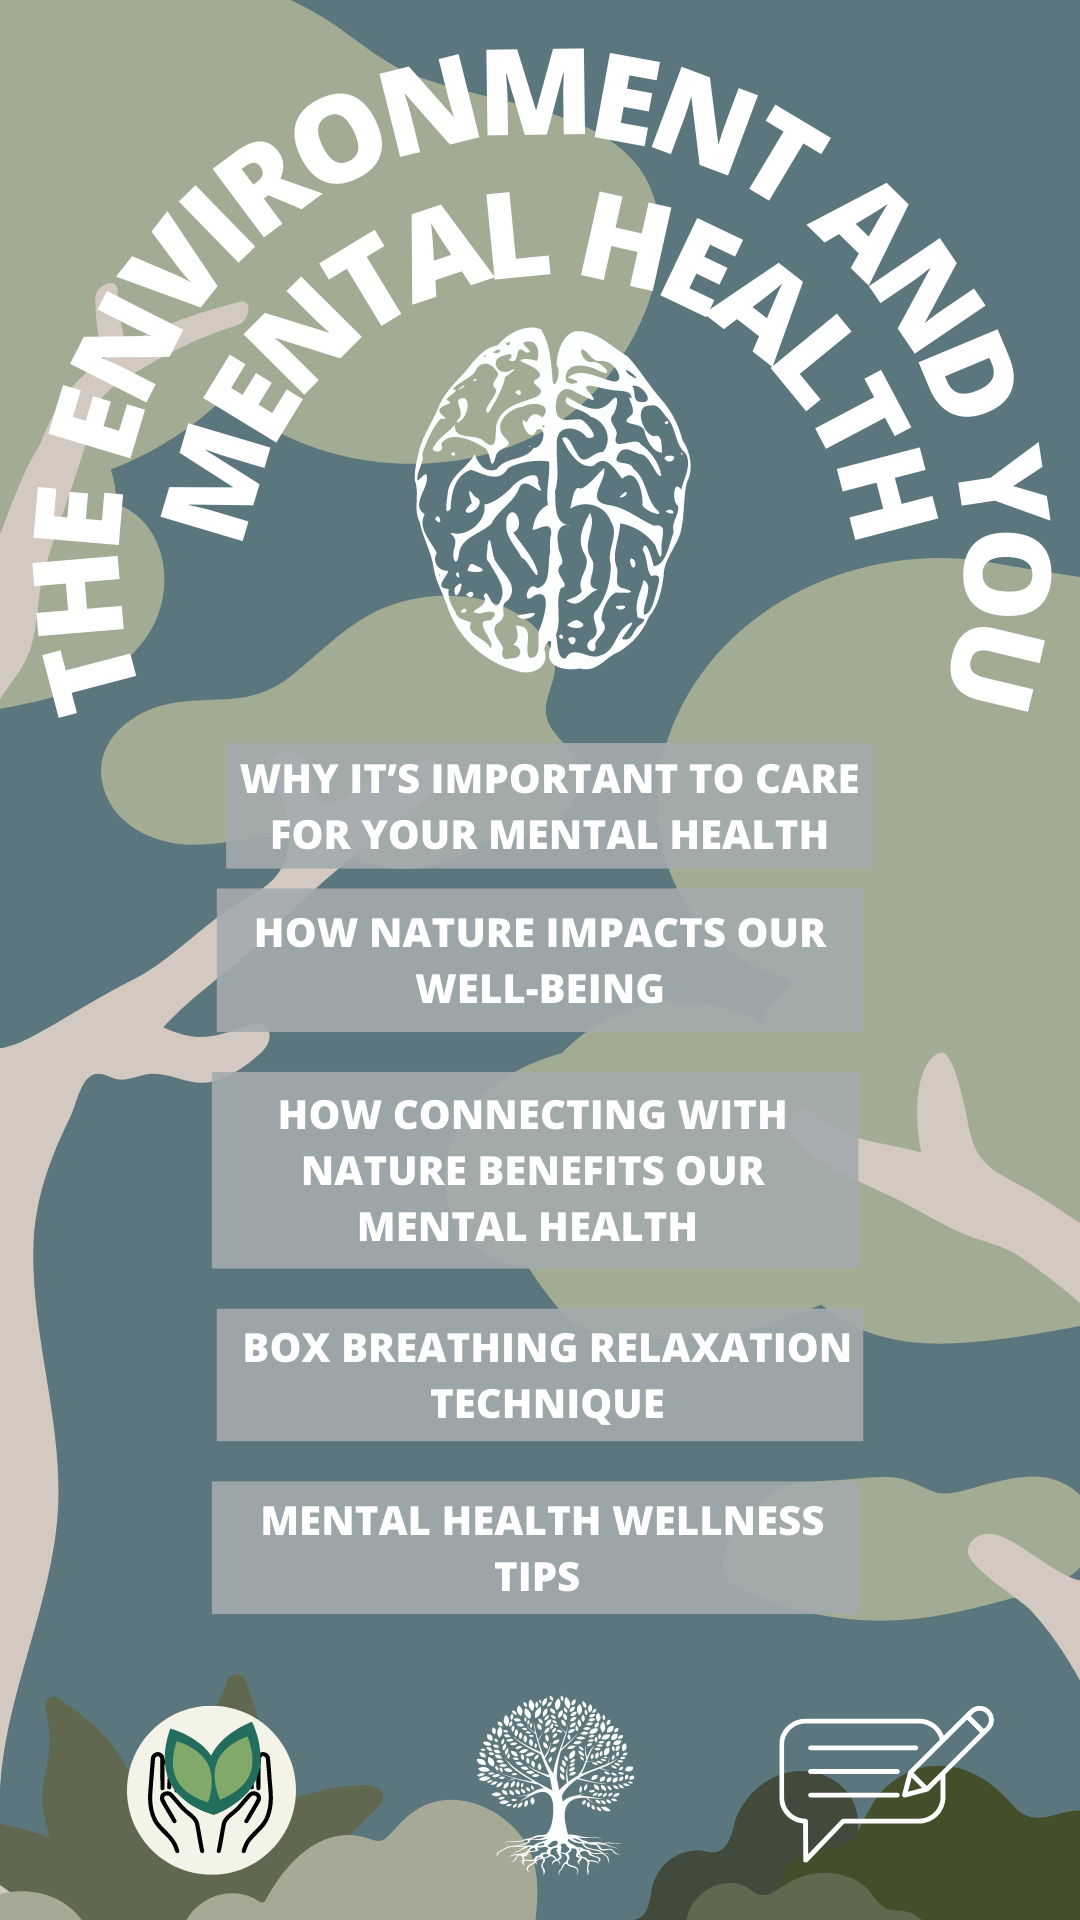 THE ENVIRONMENT AND YOU
MENTAL HEALTH
WHY IT’S IMPORTANT TO CARE
FOR YOUR MENTAL HEALTH
HOW NATURE IMPACTS OUR
WELL-BEING
HOW CONNECTING WITH
NATURE BENEFITS OUR
MENTAL HEALTH
BOX BREATHING RELAXATION
TECHNIQUE
MENTAL HEALTH WELLNESS
TIPS